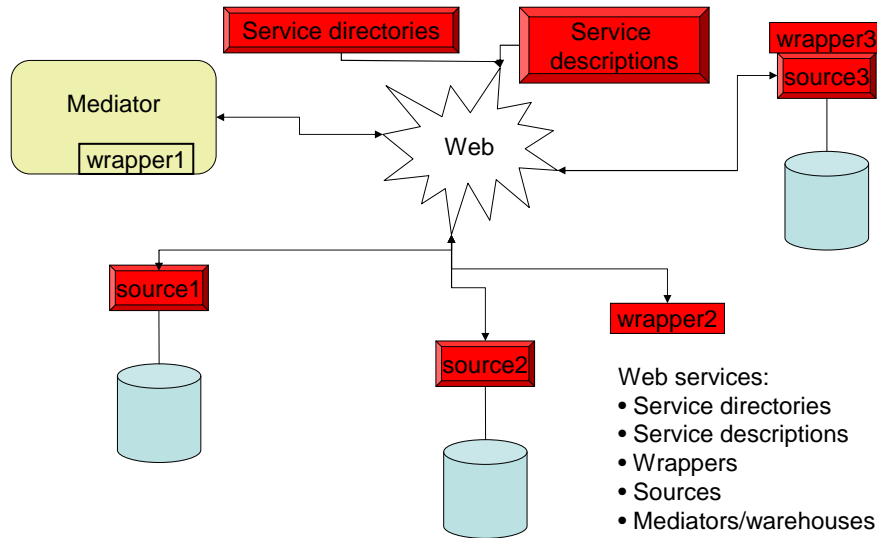 Service directories
Service
descriptions
wrapper3
source3
Mediator
wrapper1
Web
source1
wrapper2
source2
Web services:
• Service directories
• Service descriptions
• Wrappers
• Sources
• Mediators/warehouses